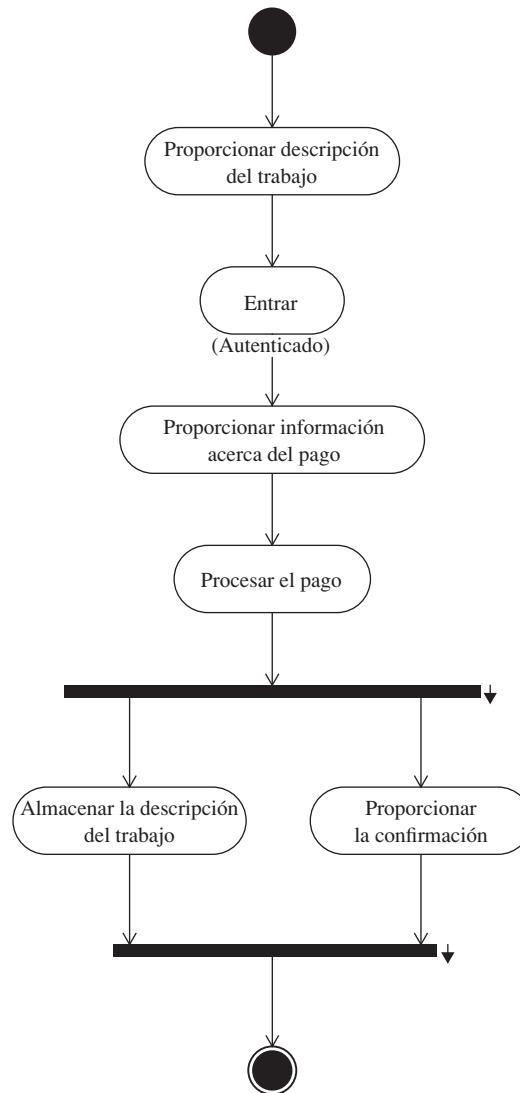 Proporcionar descripción
del trabajo
Entrar
(Autenticado)
Proporcionar información
acerca del pago
Procesar el pago
Almacenar la descripción
del trabajo
Proporcionar
la confirmación